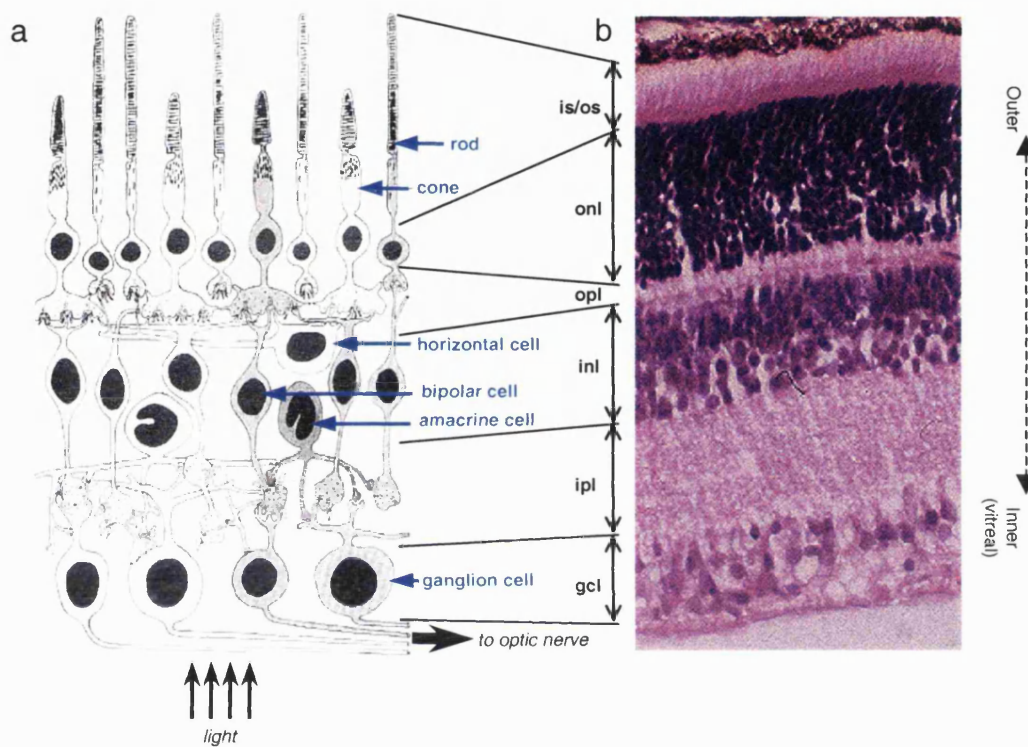 a
b
is/os
rod
cone
onl
opl
horizontal cell
inl
bipolar cell
amacrine cell
ipl
ganglion cell
gcl
to optic nerve
light
Outer
Inner
(vitreal)